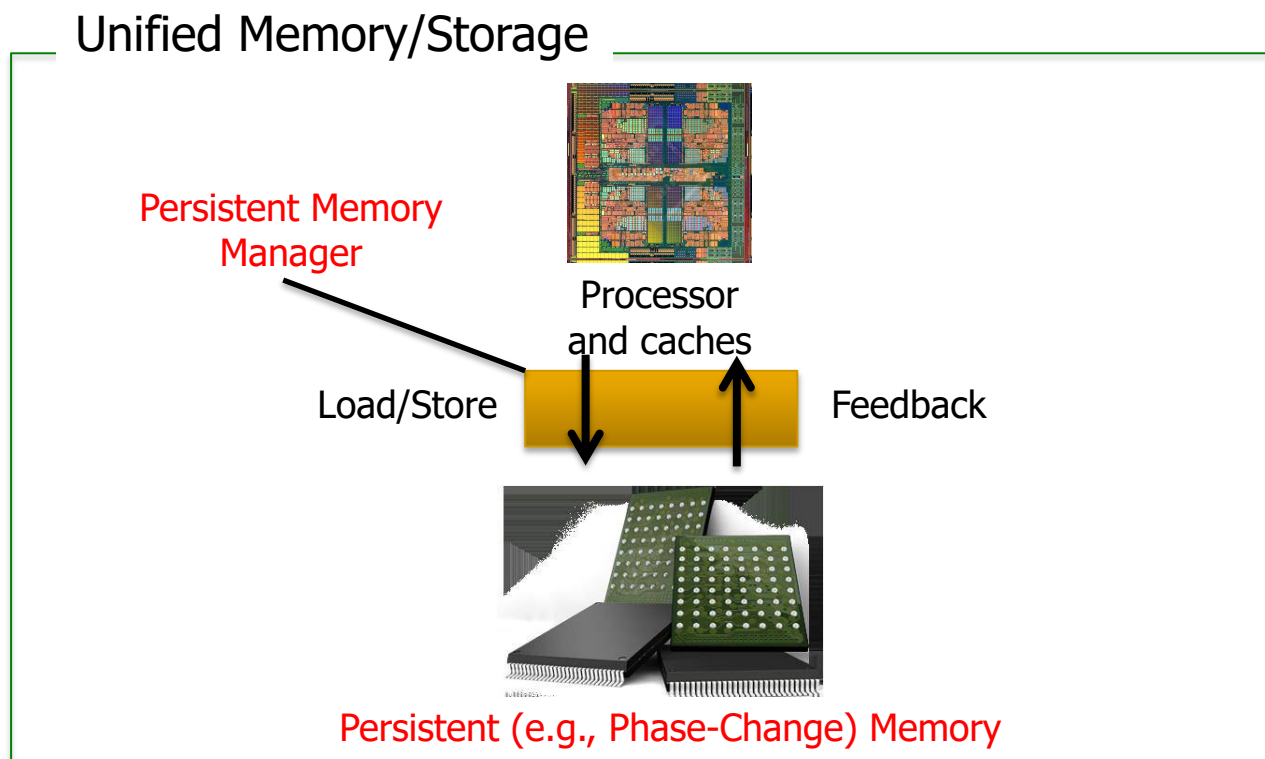 Unified Memory/Storage
Persistent Memory
Manager
Processor
and caches
Load/Store
Feedback
Persistent (e.g., Phase-Change) Memory